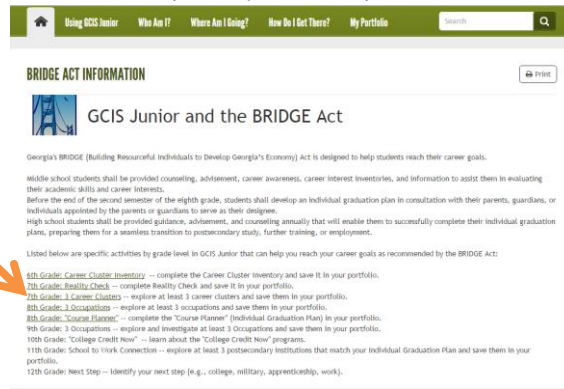 Using GCIS Junior Who Am I? Where Am I Going? How Do I Get There? My Portfolio Search
BRIDGE ACT INFORMATION
Print
GCIS Junior and the BRIDGE Act
Georgia's BRIDGE (Building Resourceful Individuals to Develop Georgia's Economy) Act is designed to help students reach their career goals.
Middle school students shall be provided counseling, advisement, career awareness, career interest inventories, and information to assist them in evaluating
their academic skills and career interests.
Before the end of the second semester of the eighth grade, students shall develop an individual graduation plan in consultation with their parents, guardians, or
individuals appointed by the parents or guardians to serve as their designee.
High school students shall be provided guidance, advisement, and counseling annually that will enable them to successfully complete their individual graduation
plans, preparing them for a seamless transition to postsecondary study, further training, or employment.
Listed below are specific activities by grade level in GCIS Junior that can help you reach your career goals as recommended by the BRIDGE Act:
6th Grade: Career Cluster Inventory -- complete the Career Cluster Inventory and save it in your portfolio.
7th Grade: Reality Check -- complete Reality Check and save it in your portfolio.
7th Grade: 3 Career Clusters -- explore at least 3 career clusters and save them in your portfolio.
8th Grade: 3 Occupations -- explore at least 3 occupations and save them in your portfolio.
8th Grade: "Course Planner" -- complete the "Course Planner" (Individual Graduation Plan) in your portfolio.
9th Grade: 3 Occupations -- explore and investigate at least 3 Occupations and save them in your portfolio.
10th Grade: "College Credit Now" -- learn about the "College Credit Now" programs.
11th Grade: School to Work Connection -- explore at least 3 postsecondary institutions that match your Individual Graduation Plan and save them in your
portfolio.
12th Grade: Next Step -- identify your next step (e.g., college, military, apprenticeship, work).